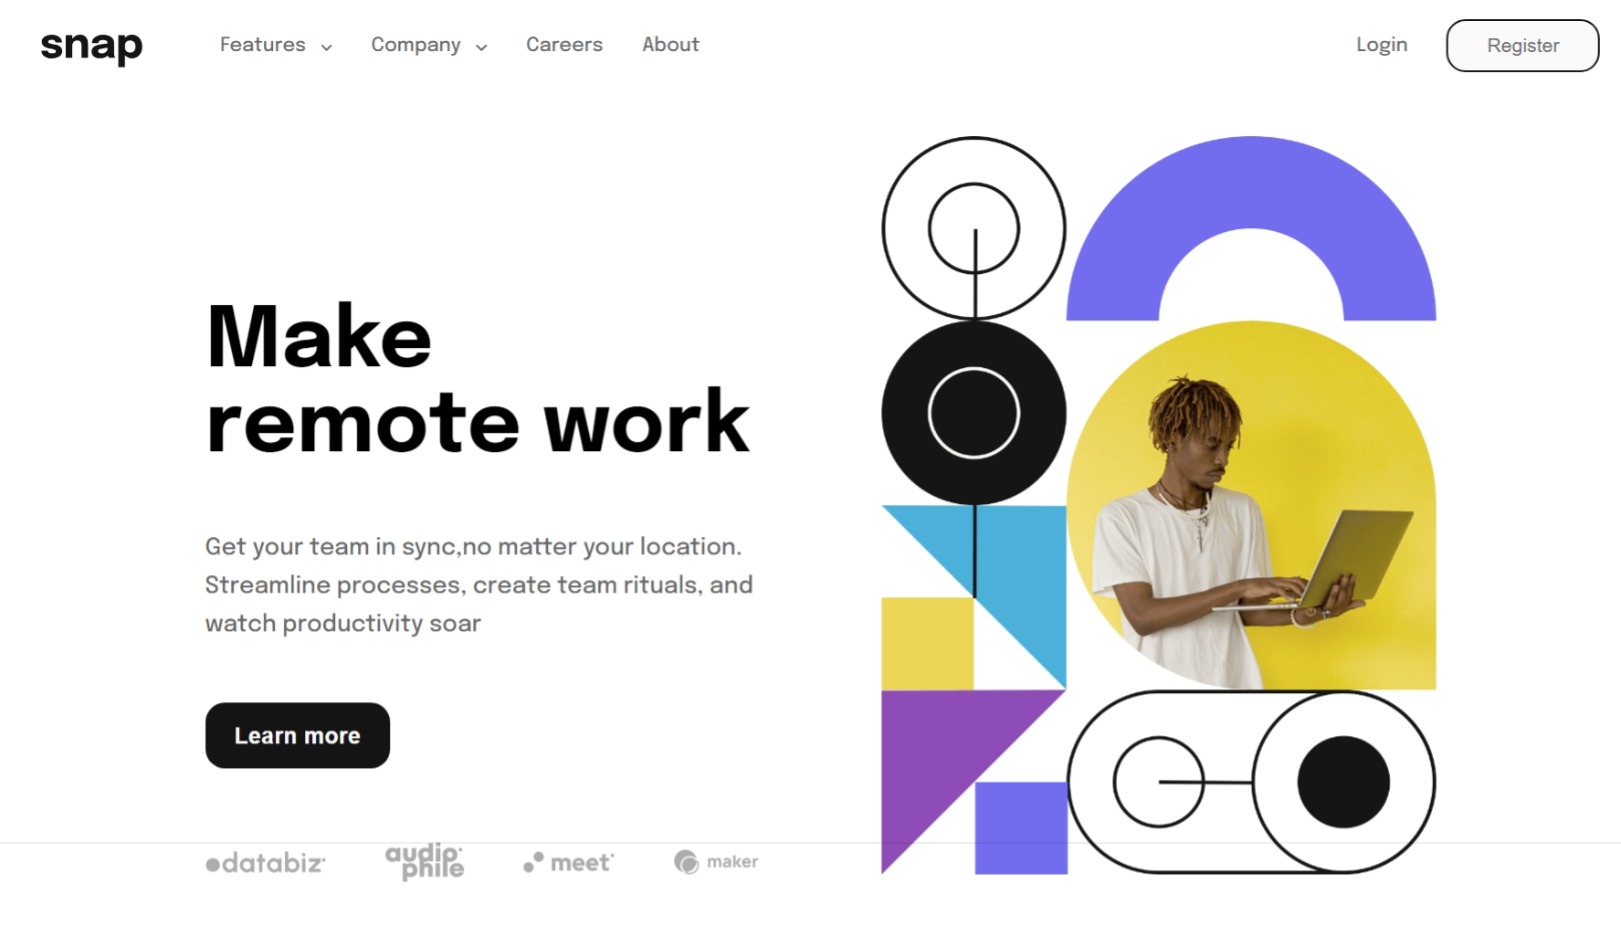 snap
Features
Company
Careers
About
Login
Register
Make
remote work
Get your team in sync,no matter your location.
Streamline processes, create team rituals, and
watch productivity soar
Learn more
databiz
audiophile
meet
maker